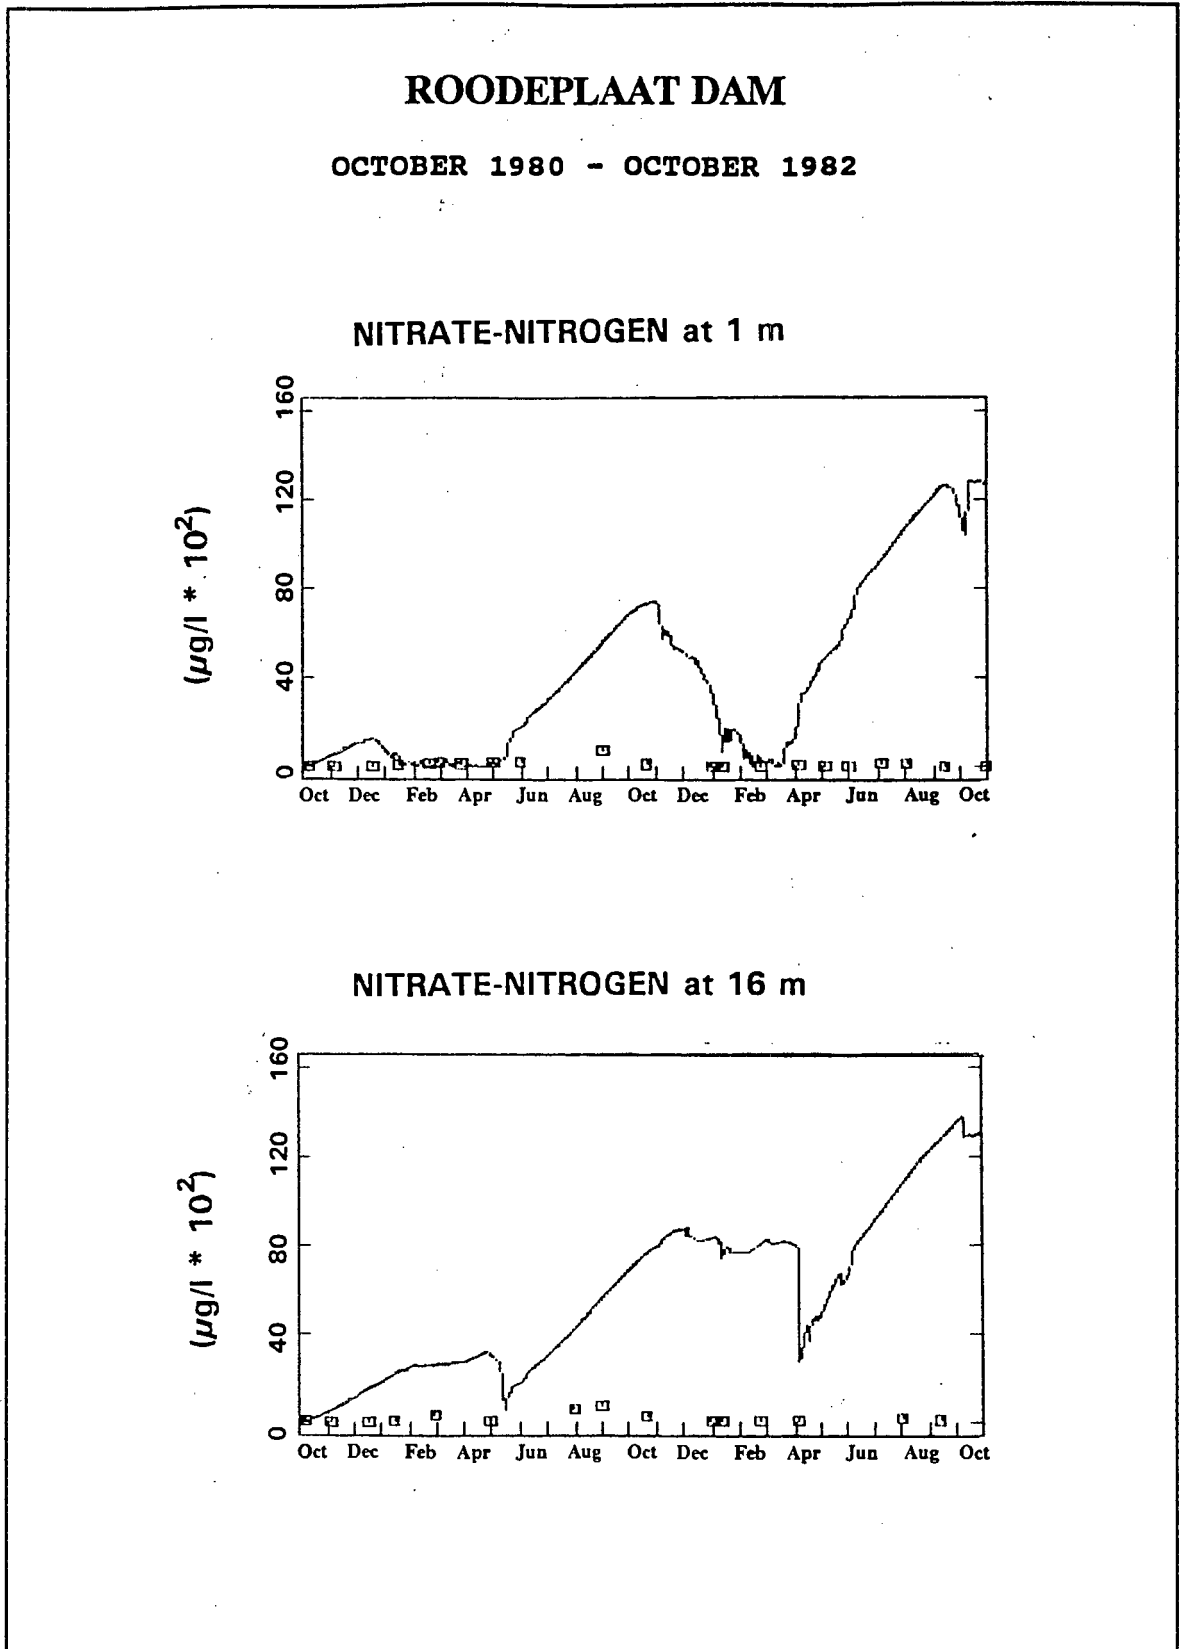 ROODEPLAAT DAM
OCTOBER 1980 - OCTOBER 1982
NITRATE-NITROGEN at 1 m
(µg/l * 10²)
160
120
80
40
0
Oct Dec Feb Apr Jun Aug Oct Dec Feb Apr Jun Aug Oct
NITRATE-NITROGEN at 16 m
(µg/l * 10²)
160
120
80
40
0
Oct Dec Feb Apr Jun Aug Oct Dec Feb Apr Jun Aug Oct